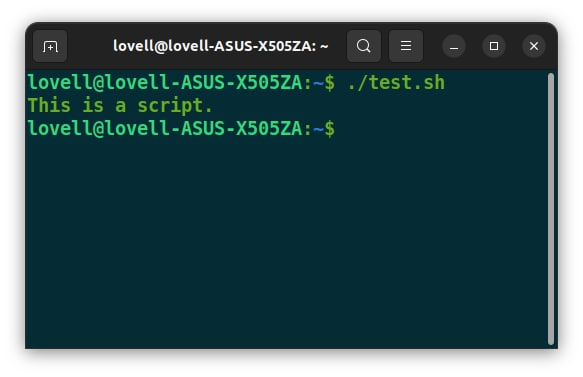 lovell@lovell-ASUS-X505ZA: ~
lovell@lovell-ASUS-X505ZA:~$ ./test.sh
This is a script.
lovell@lovell-ASUS-X505ZA:~$